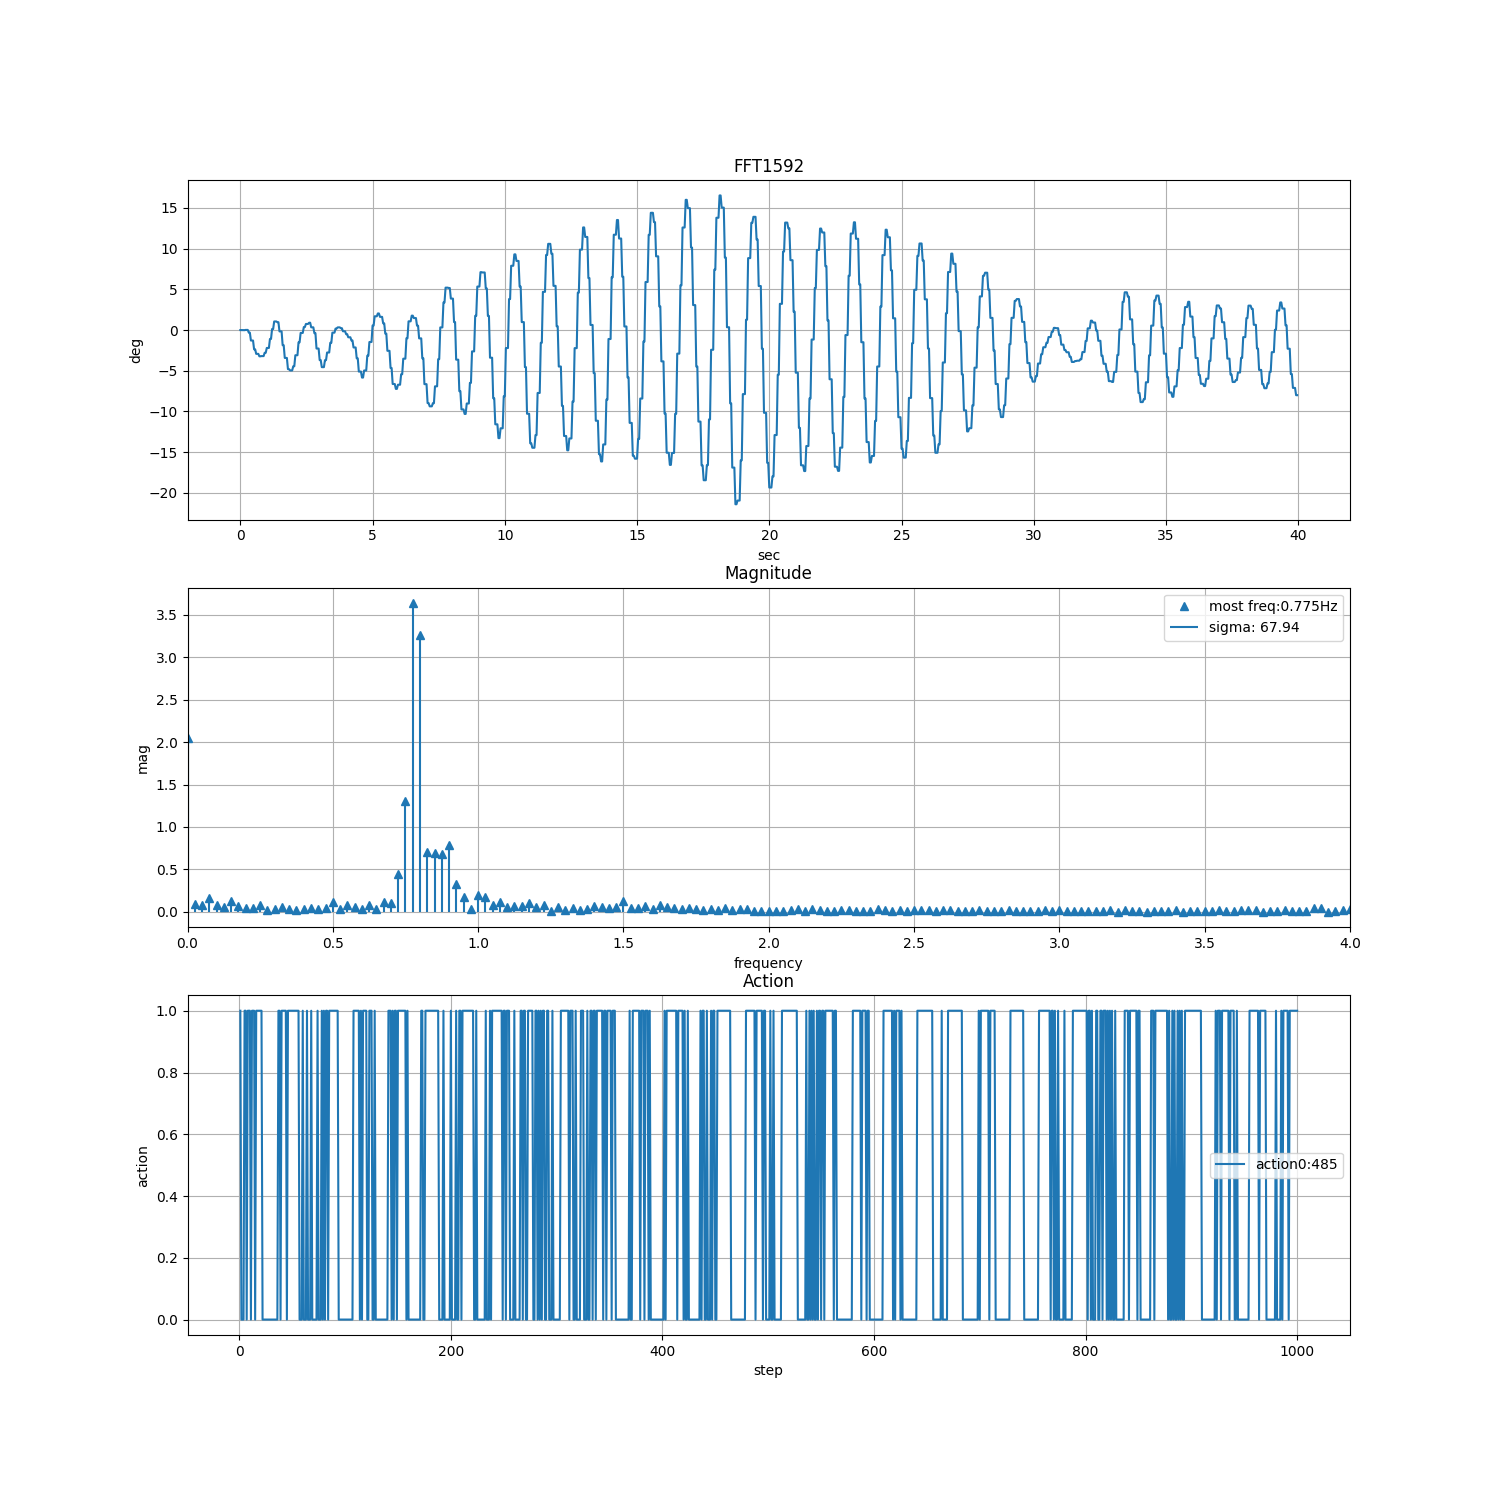 FFT1592
15
10
5
0
−5
−10
−15
−20
deg
0 5 10 15 20 25 30 35 40
sec
Magnitude
most freq:0.775Hz
sigma: 67.94
3.5
3.0
2.5
2.0
1.5
1.0
0.5
0.0
mag
0.0 0.5 1.0 1.5 2.0 2.5 3.0 3.5 4.0
frequency
Action
1.0
0.8
0.6
0.4
0.2
0.0
action
action0:485
0 200 400 600 800 1000
step